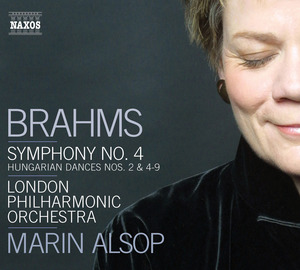 NAXOS
BRAHMS
SYMPHONY NO. 4
HUNGARIAN DANCES NOS. 2 & 4-9
LONDON
PHILHARMONIC
ORCHESTRA
MARIN ALSOP